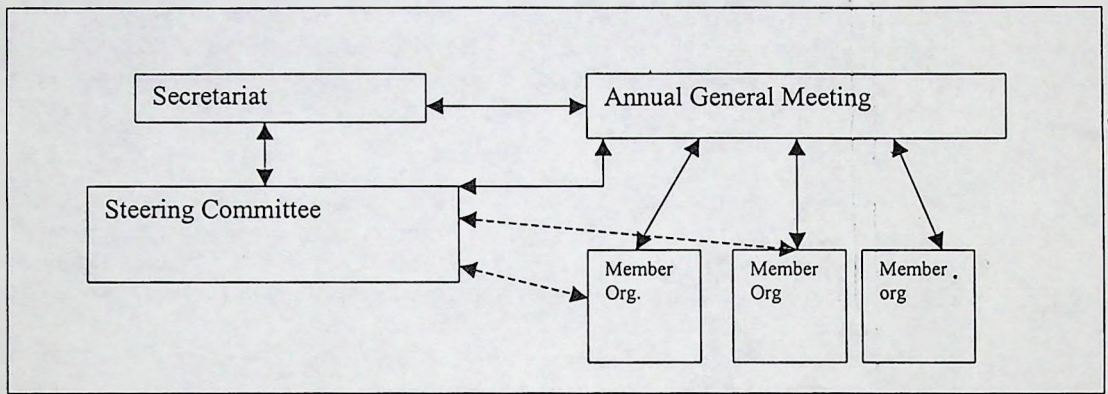 Secretariat
Annual General Meeting
Steering Committee
Member
Org.
Member
Org
Member
org